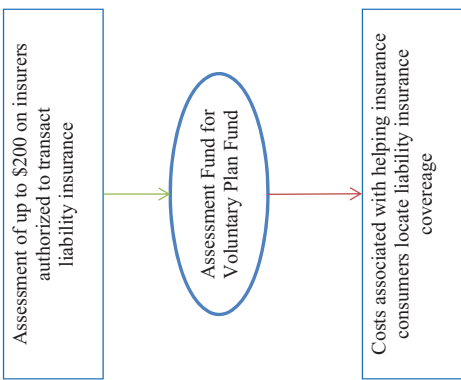 Assessment of up to $200 on insurers
authorized to transact
liability insurance
Assessment Fund for
Voluntary Plan Fund
Costs associated with helping insurance
consumers locate liability insurance
covereage